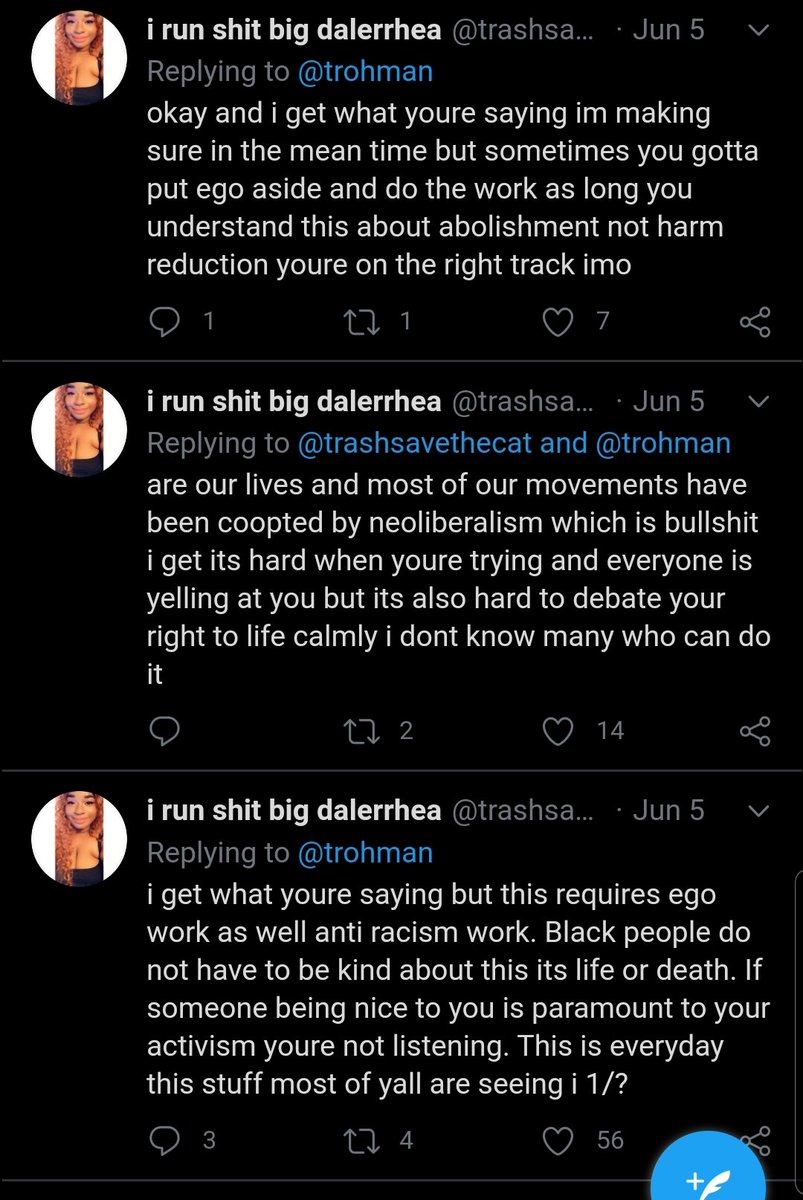 i run shit big dalerrhea @trashsa... · Jun 5
Replying to @trohman
okay and i get what youre saying im making
sure in the mean time but sometimes you gotta
put ego aside and do the work as long you
understand this about abolishment not harm
reduction youre on the right track imo
1 1 7
i run shit big dalerrhea @trashsa... · Jun 5
Replying to @trashsavethecat and @trohman
are our lives and most of our movements have
been coopted by neoliberalism which is bullshit
i get its hard when youre trying and everyone is
yelling at you but its also hard to debate your
right to life calmly i dont know many who can do
it
2 14
i run shit big dalerrhea @trashsa... · Jun 5
Replying to @trohman
i get what youre saying but this requires ego
work as well anti racism work. Black people do
not have to be kind about this its life or death. If
someone being nice to you is paramount to your
activism youre not listening. This is everyday
this stuff most of yall are seeing i 1/?
3 4 56